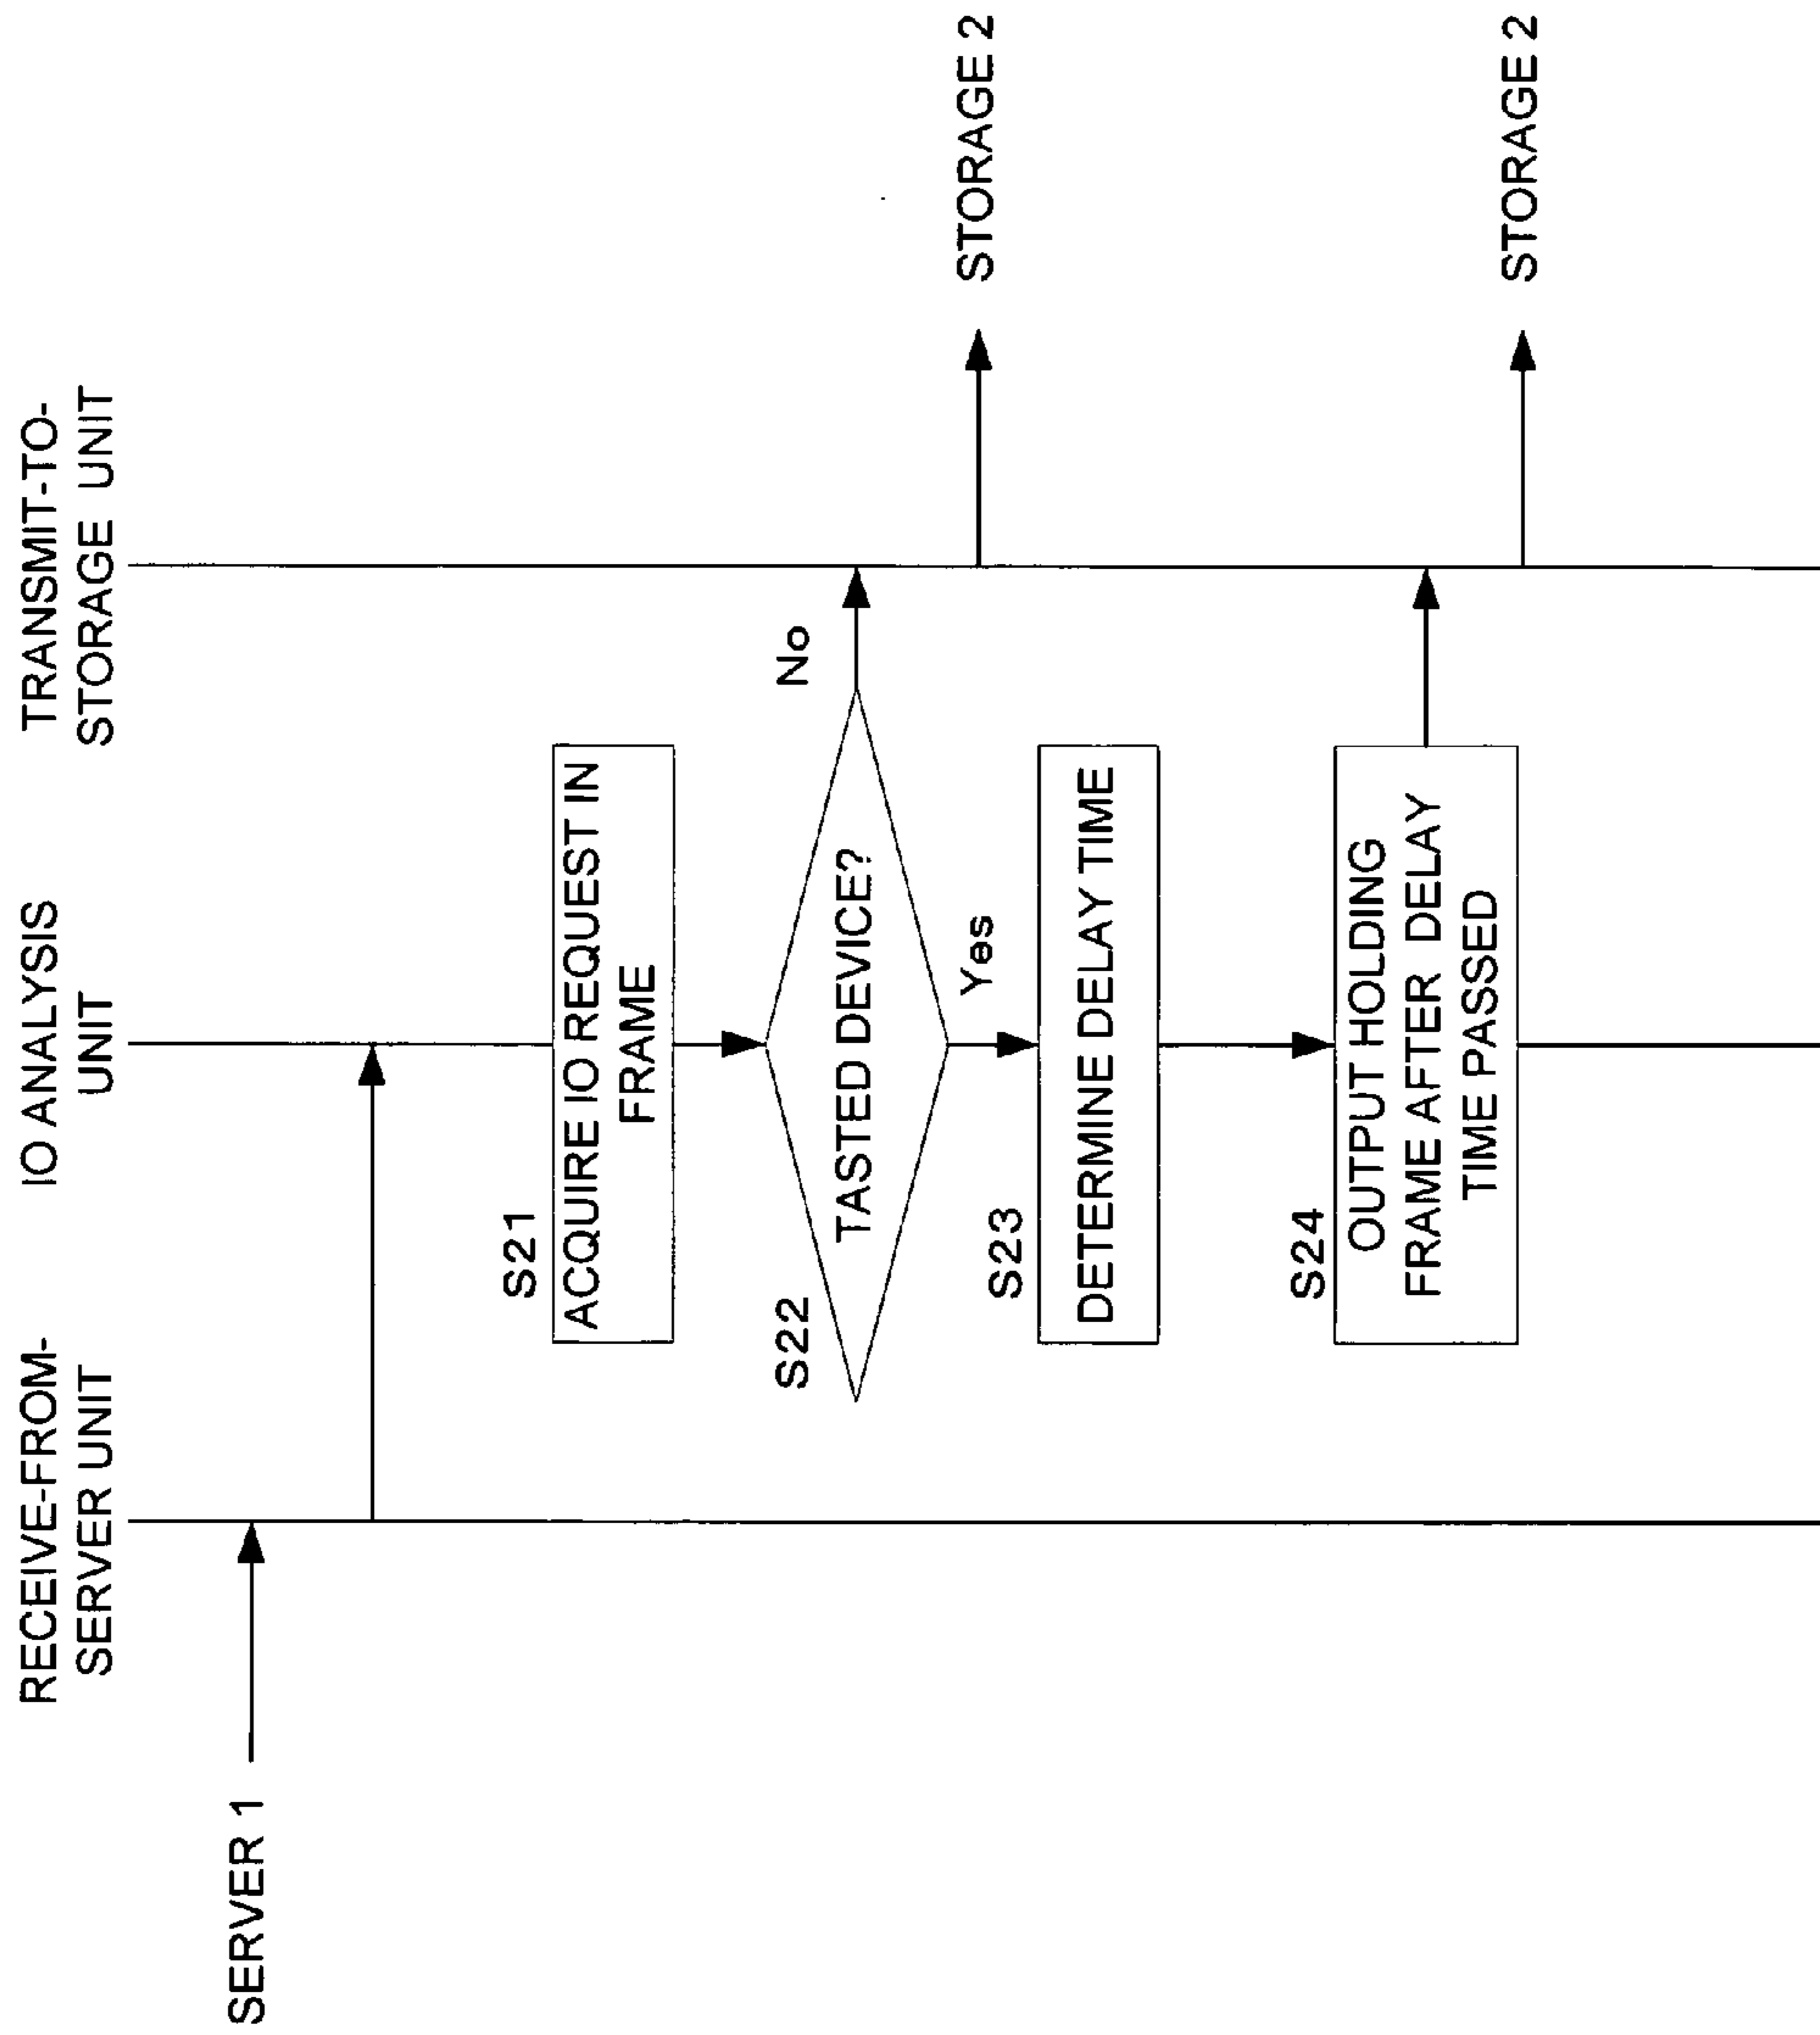 RECEIVE-FROM-
SERVER UNIT
IO ANALYSIS
UNIT
TRANSMIT-TO-
STORAGE UNIT
SERVER 1
S21
ACQUIRE IO REQUEST IN
FRAME
S22
TASTED DEVICE?
No
STORAGE 2
Yes
S23
DETERMINE DELAY TIME
S24
OUTPUT HOLDING
FRAME AFTER DELAY
TIME PASSED
STORAGE 2